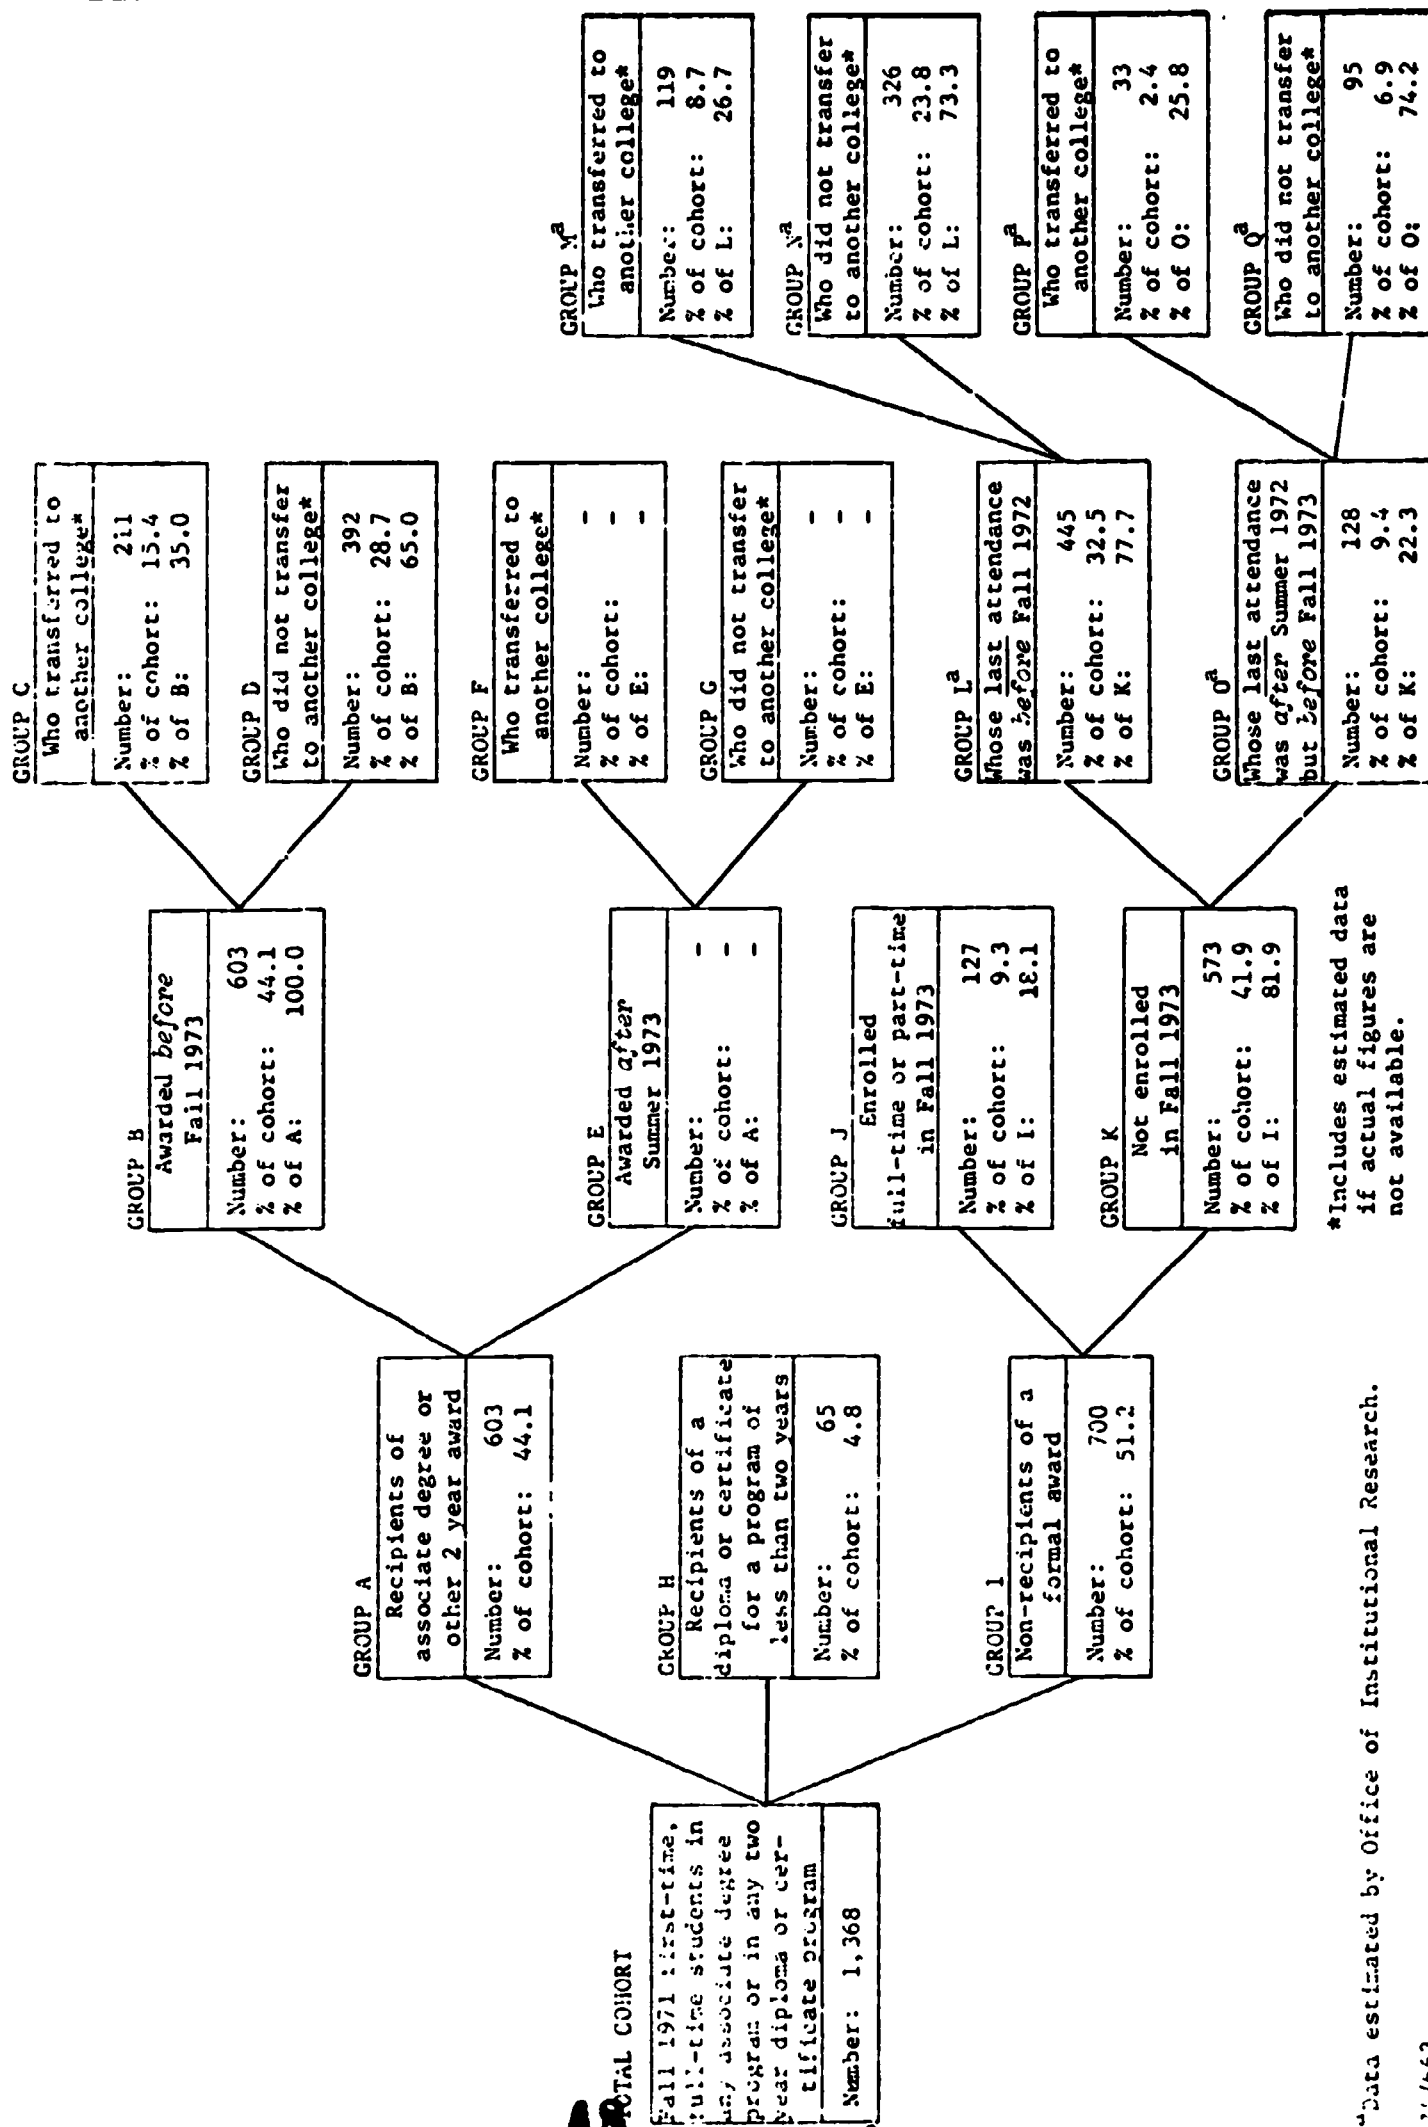 TOTAL COHORT
Fall 1971 first-time,
full-time students in
any associate degree
program or in any two
year diploma or cer-
tificate program
Number: 1,368
GROUP A
Recipients of
associate degree or
other 2 year award
Number: 603
% of cohort: 44.1
GROUP H
Recipients of a
diploma or certificate
for a program of
less than two years
Number: 65
% of cohort: 4.8
GROUP I
Non-recipients of a
formal award
Number: 700
% of cohort: 51.2
GROUP B
Awarded before
Fall 1973
Number: 603
% of cohort: 44.1
% of A: 100.0
GROUP E
Awarded after
Summer 1973
Number: -
% of cohort: -
% of A: -
GROUP J
Enrolled
full-time or part-time
in Fall 1973
Number: 127
% of cohort: 9.3
% of I: 18.1
GROUP K
Not enrolled
in Fall 1973
Number: 573
% of cohort: 41.9
% of I: 81.9
GROUP C
Who transferred to
another college*
Number: 211
% of cohort: 15.4
% of B: 35.0
GROUP D
Who did not transfer
to another college*
Number: 392
% of cohort: 28.7
% of B: 65.0
GROUP F
Who transferred to
another college*
Number: -
% of cohort: -
% of E: -
GROUP G
Who did not transfer
to another college*
Number: -
% of cohort: -
% of E: -
GROUP Lª
Whose last attendance
was before Fall 1972
Number: 445
% of cohort: 32.5
% of K: 77.7
GROUP Oª
Whose last attendance
was after Summer 1972
but before Fall 1973
Number: 128
% of cohort: 9.4
% of K: 22.3
GROUP Mª
Who transferred to
another college*
Number: 119
% of cohort: 8.7
% of L: 26.7
GROUP Nª
Who did not transfer
to another college*
Number: 326
% of cohort: 23.8
% of L: 73.3
GROUP Pª
Who transferred to
another college*
Number: 33
% of cohort: 2.4
% of O: 25.8
GROUP Qª
Who did not transfer
to another college*
Number: 95
% of cohort: 6.9
% of O: 74.2
*Includes estimated data
if actual figures are
not available.
ªData estimated by Office of Institutional Research.